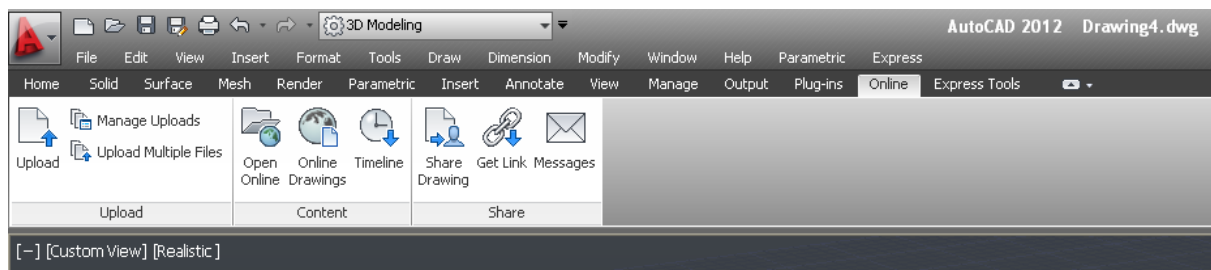 3D Modeling AutoCAD 2012 Drawing4.dwg
File Edit View Insert Format Tools Draw Dimension Modify Window Help Parametric Express
Home Solid Surface Mesh Render Parametric Insert Annotate View Manage Output Plug-ins Online Express Tools
Upload
Manage Uploads
Upload Multiple Files
Open Online
Online Drawings
Timeline
Share Drawing
Get Link
Messages
Upload Content Share
[−] [Custom View] [Realistic ]